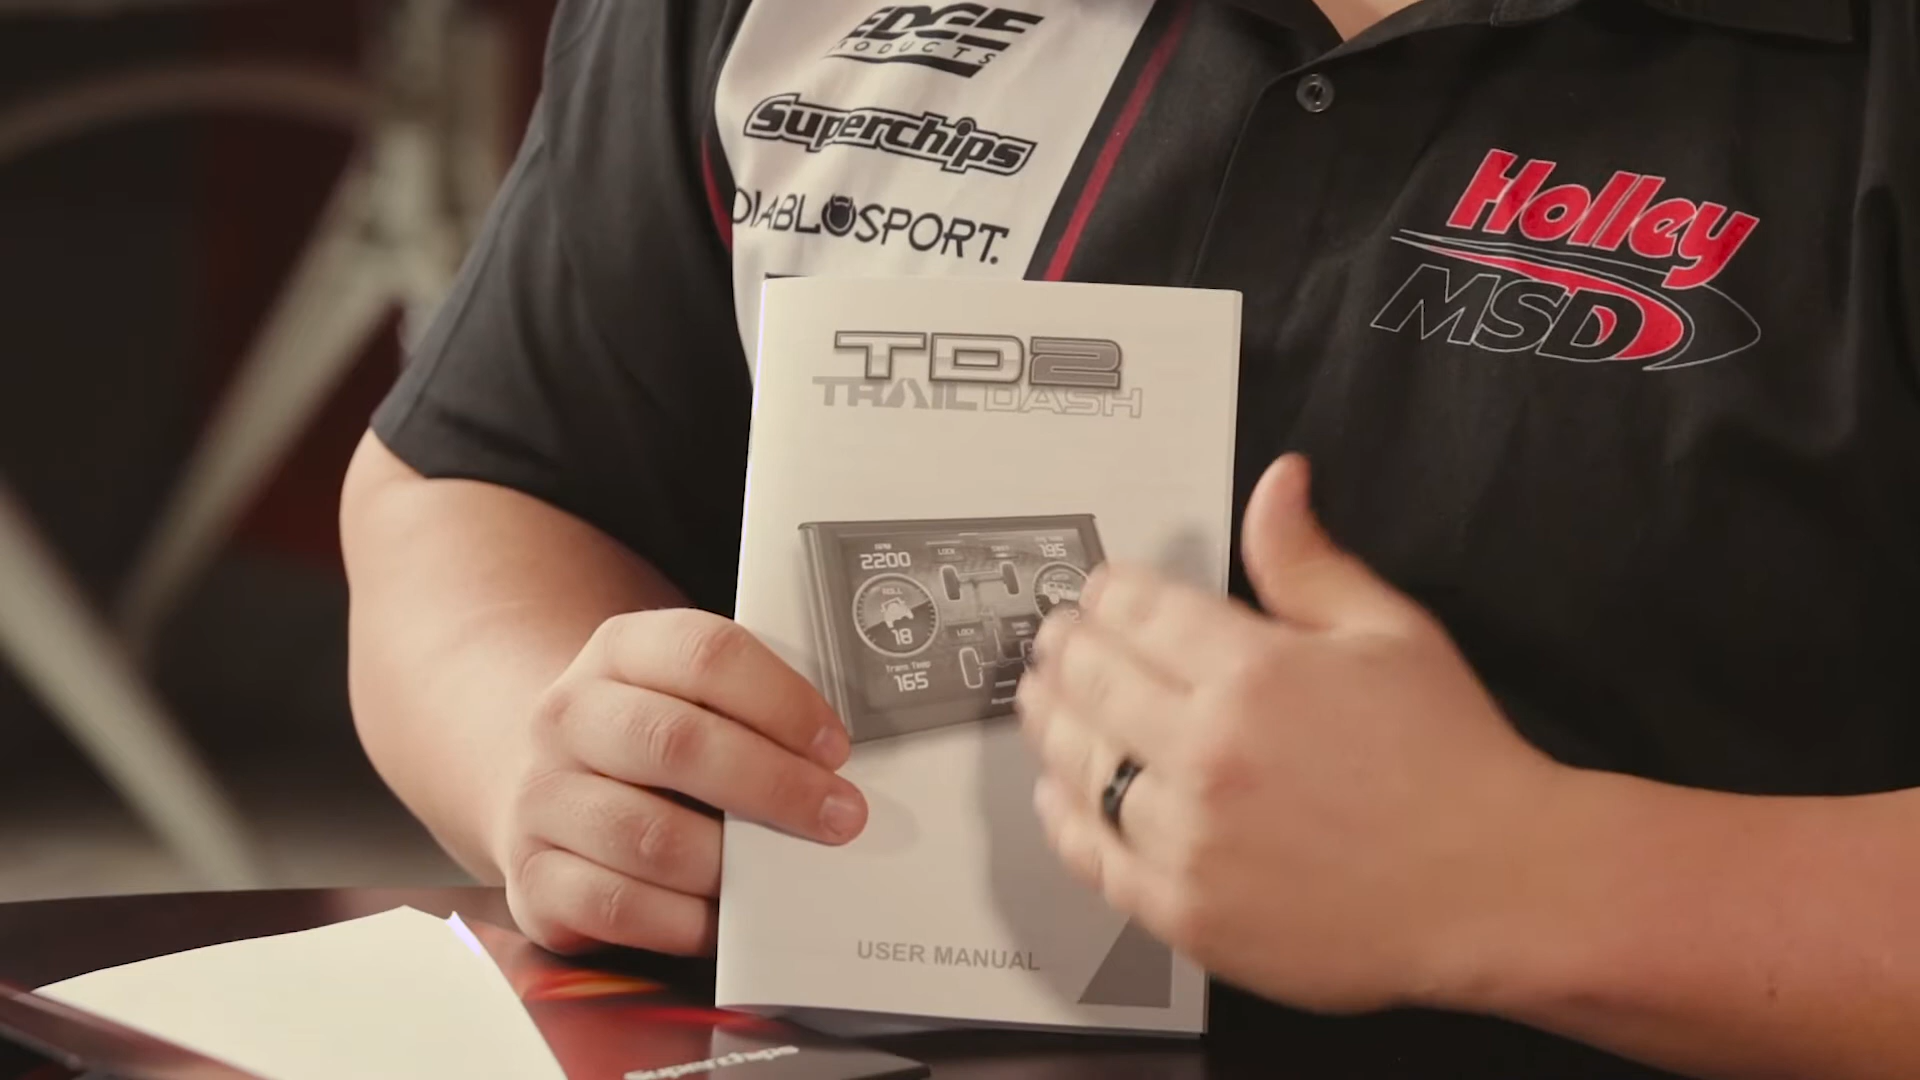 EDGE
PRODUCTS
Superchips
DIABLOSPORT.
Holley
MSD
TD2
TRAIL DASH
RPM
2200
LOCK
195
ROLL
18
LOCK
Trans Temp
165
USER MANUAL
Superchips